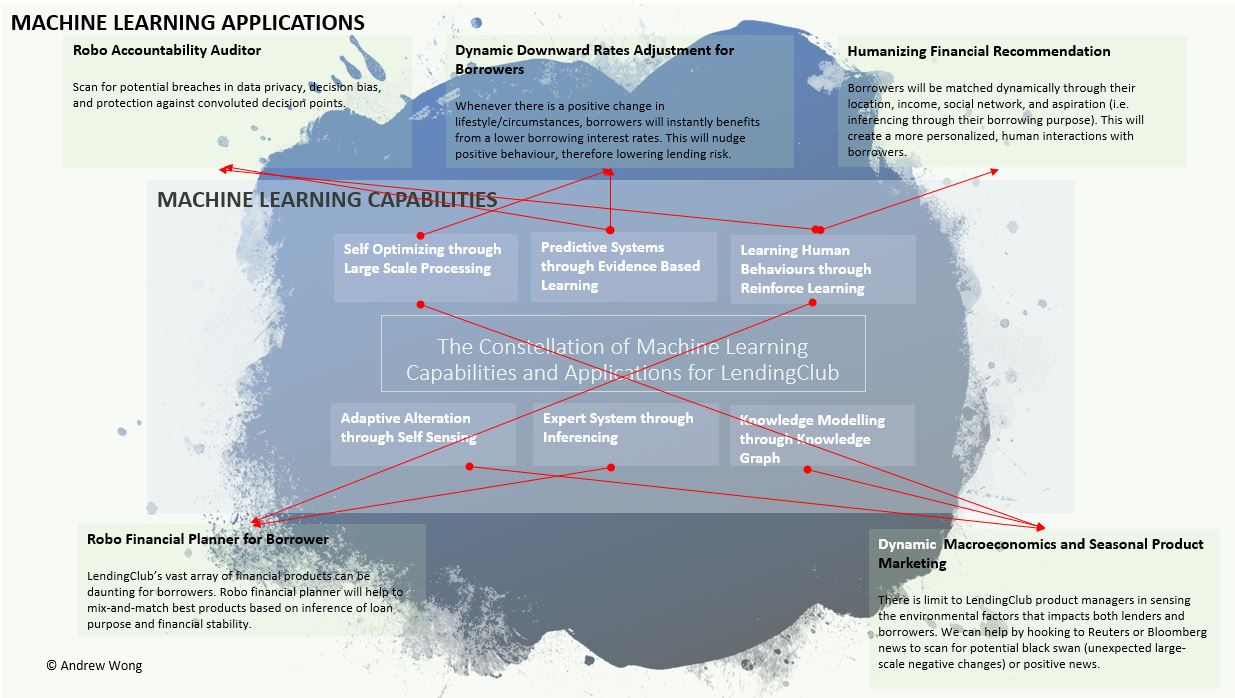 MACHINE LEARNING APPLICATIONS
Robo Accountability Auditor
Scan for potential breaches in data privacy, decision bias,
and protection against convoluted decision points.
Dynamic Downward Rates Adjustment for
Borrowers
Whenever there is a positive change in
lifestyle/circumstances, borrowers will instantly benefits
from a lower borrowing interest rates. This will nudge
positive behaviour, therefore lowering lending risk.
Humanizing Financial Recommendation
Borrowers will be matched dynamically through their
location, income, social network, and aspiration (i.e.
inferencing through their borrowing purpose). This will
create a more personalized, human interactions with
borrowers.
MACHINE LEARNING CAPABILITIES
Self Optimizing through
Large Scale Processing
Predictive Systems
through Evidence Based
Learning
Learning Human
Behaviours through
Reinforce Learning
The Constellation of Machine Learning
Capabilities and Applications for LendingClub
Adaptive Alteration
through Self Sensing
Expert System through
Inferencing
Knowledge Modelling
through Knowledge
Graph
Robo Financial Planner for Borrower
LendingClub’s vast array of financial products can be
daunting for borrowers. Robo financial planner will help to
mix-and-match best products based on inference of loan
purpose and financial stability.
Dynamic Macroeconomics and Seasonal Product
Marketing
There is limit to LendingClub product managers in sensing
the environmental factors that impacts both lenders and
borrowers. We can help by hooking to Reuters or Bloomberg
news to scan for potential black swan (unexpected large-
scale negative changes) or positive news.
© Andrew Wong